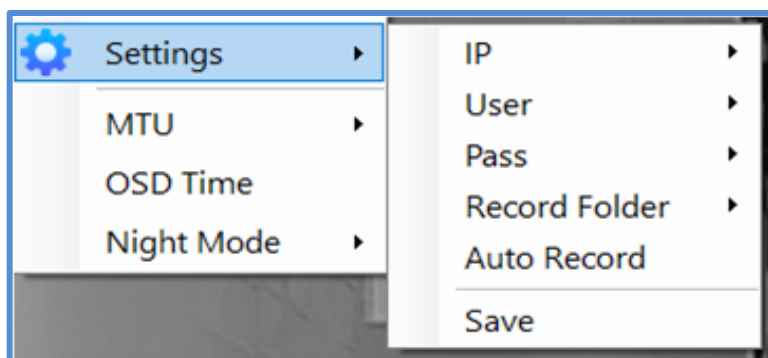 Settings
MTU
OSD Time
Night Mode
IP
User
Pass
Record Folder
Auto Record
Save